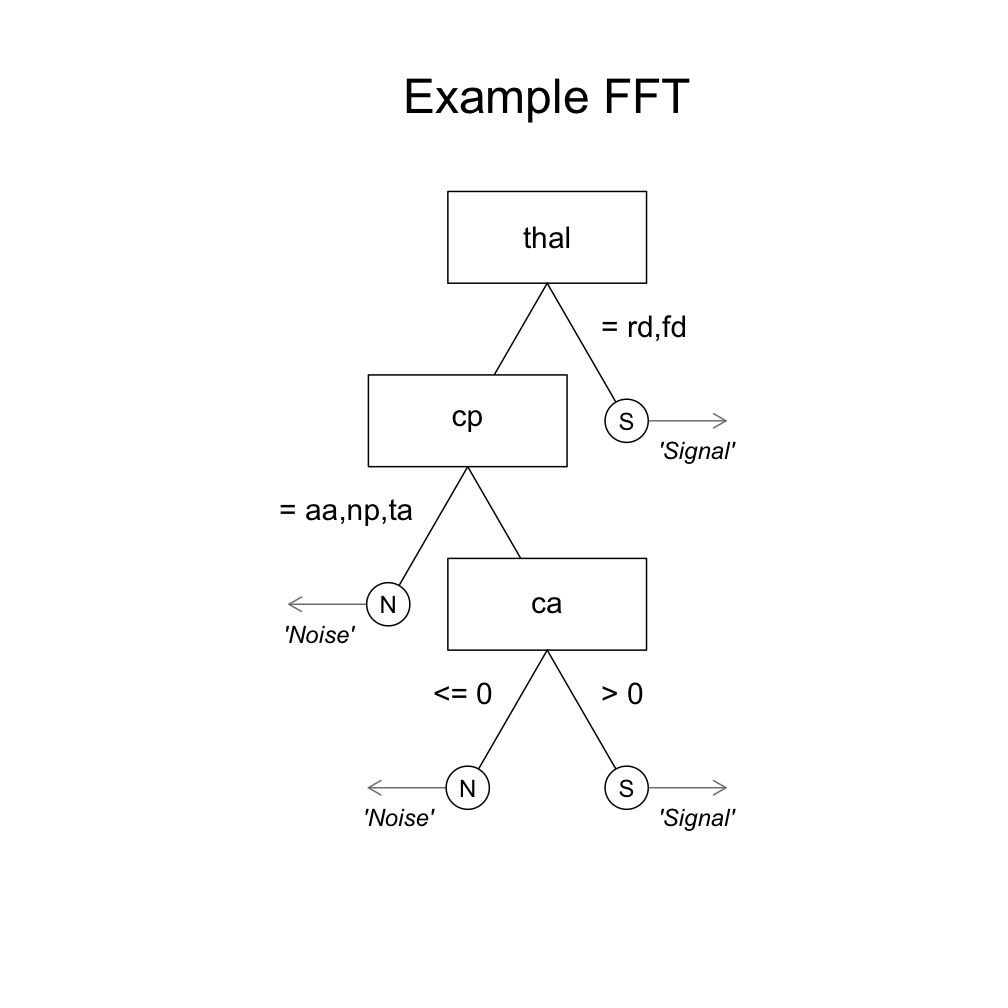 Example FFT
thal
= rd,fd
cp
S
'Signal'
= aa,np,ta
N
'Noise'
ca
<= 0
> 0
N
S
'Noise'
'Signal'